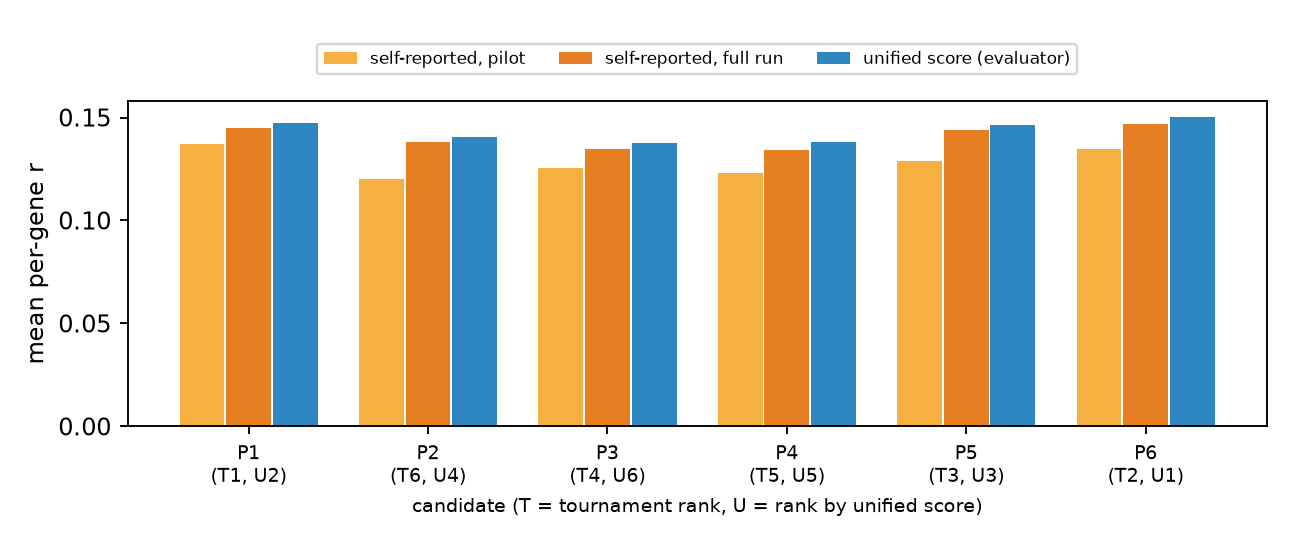 self-reported, pilot self-reported, full run unified score (evaluator)
mean per-gene r
0.15
0.10
0.05
0.00
P1 P2 P3 P4 P5 P6
(T1, U2) (T6, U4) (T4, U6) (T5, U5) (T3, U3) (T2, U1)
candidate (T = tournament rank, U = rank by unified score)